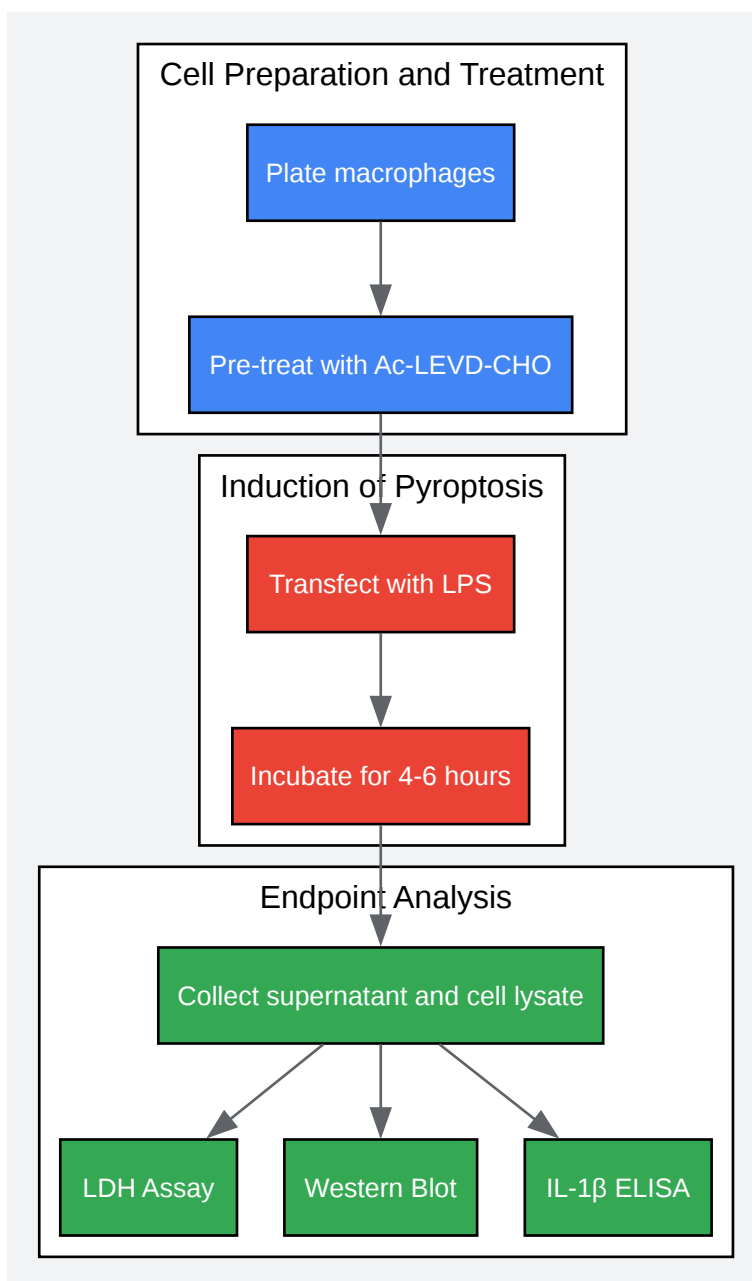 Cell Preparation and Treatment
Plate macrophages
Pre-treat with Ac-LEVD-CHO
Induction of Pyroptosis
Transfect with LPS
Incubate for 4-6 hours
Endpoint Analysis
Collect supernatant and cell lysate
LDH Assay
Western Blot
IL-1β ELISA